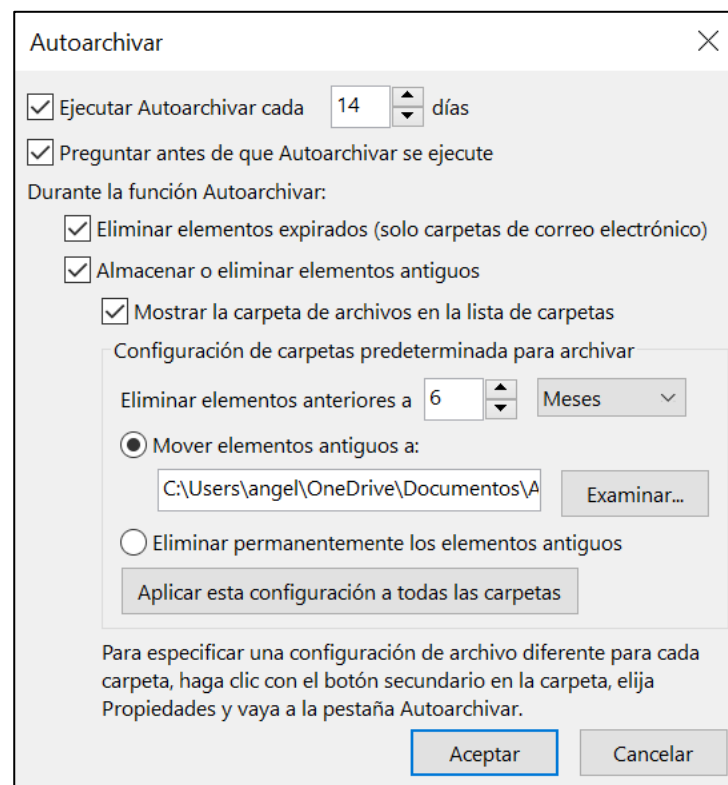 Autoarchivar
Ejecutar Autoarchivar cada 14 días
Preguntar antes de que Autoarchivar se ejecute
Durante la función Autoarchivar:
Eliminar elementos expirados (solo carpetas de correo electrónico)
Almacenar o eliminar elementos antiguos
Mostrar la carpeta de archivos en la lista de carpetas
Configuración de carpetas predeterminada para archivar
Eliminar elementos anteriores a 6 Meses
Mover elementos antiguos a:
C:\Users\angel\OneDrive\Documentos\A Examinar...
Eliminar permanentemente los elementos antiguos
Aplicar esta configuración a todas las carpetas
Para especificar una configuración de archivo diferente para cada
carpeta, haga clic con el botón secundario en la carpeta, elija
Propiedades y vaya a la pestaña Autoarchivar.
Aceptar Cancelar